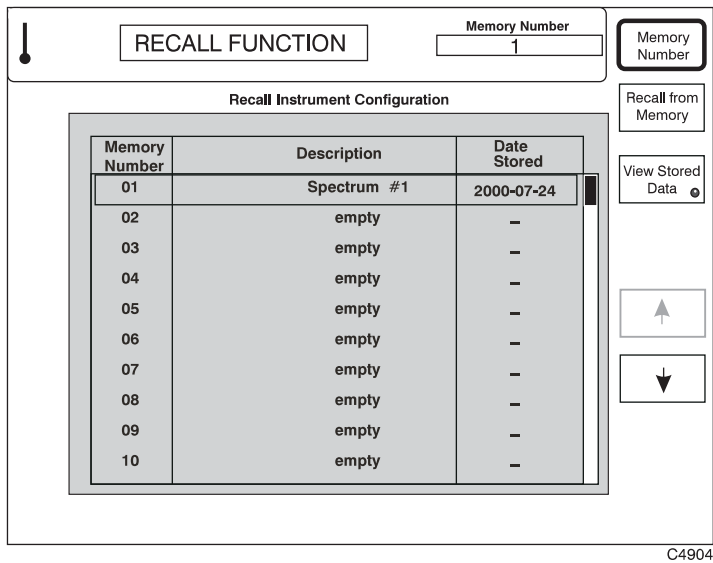 RECALL FUNCTION
Memory Number
1
Memory
Number
Recall Instrument Configuration
Recall from
Memory
Memory
Number
Description
Date
Stored
View Stored
Data
01 Spectrum #1 2000-07-24
02 empty –
03 empty –
04 empty –
05 empty –
06 empty –
07 empty –
08 empty –
09 empty –
10 empty –
C4904